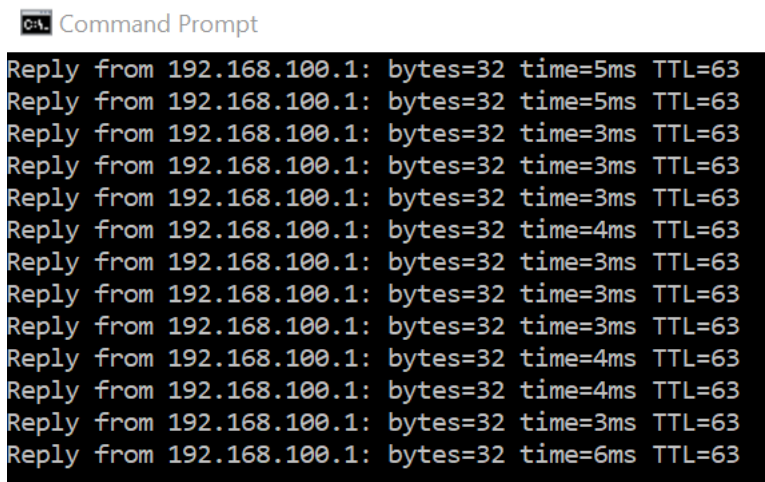 Command Prompt
Reply from 192.168.100.1: bytes=32 time=5ms TTL=63
Reply from 192.168.100.1: bytes=32 time=5ms TTL=63
Reply from 192.168.100.1: bytes=32 time=3ms TTL=63
Reply from 192.168.100.1: bytes=32 time=3ms TTL=63
Reply from 192.168.100.1: bytes=32 time=3ms TTL=63
Reply from 192.168.100.1: bytes=32 time=4ms TTL=63
Reply from 192.168.100.1: bytes=32 time=3ms TTL=63
Reply from 192.168.100.1: bytes=32 time=3ms TTL=63
Reply from 192.168.100.1: bytes=32 time=3ms TTL=63
Reply from 192.168.100.1: bytes=32 time=4ms TTL=63
Reply from 192.168.100.1: bytes=32 time=4ms TTL=63
Reply from 192.168.100.1: bytes=32 time=3ms TTL=63
Reply from 192.168.100.1: bytes=32 time=6ms TTL=63